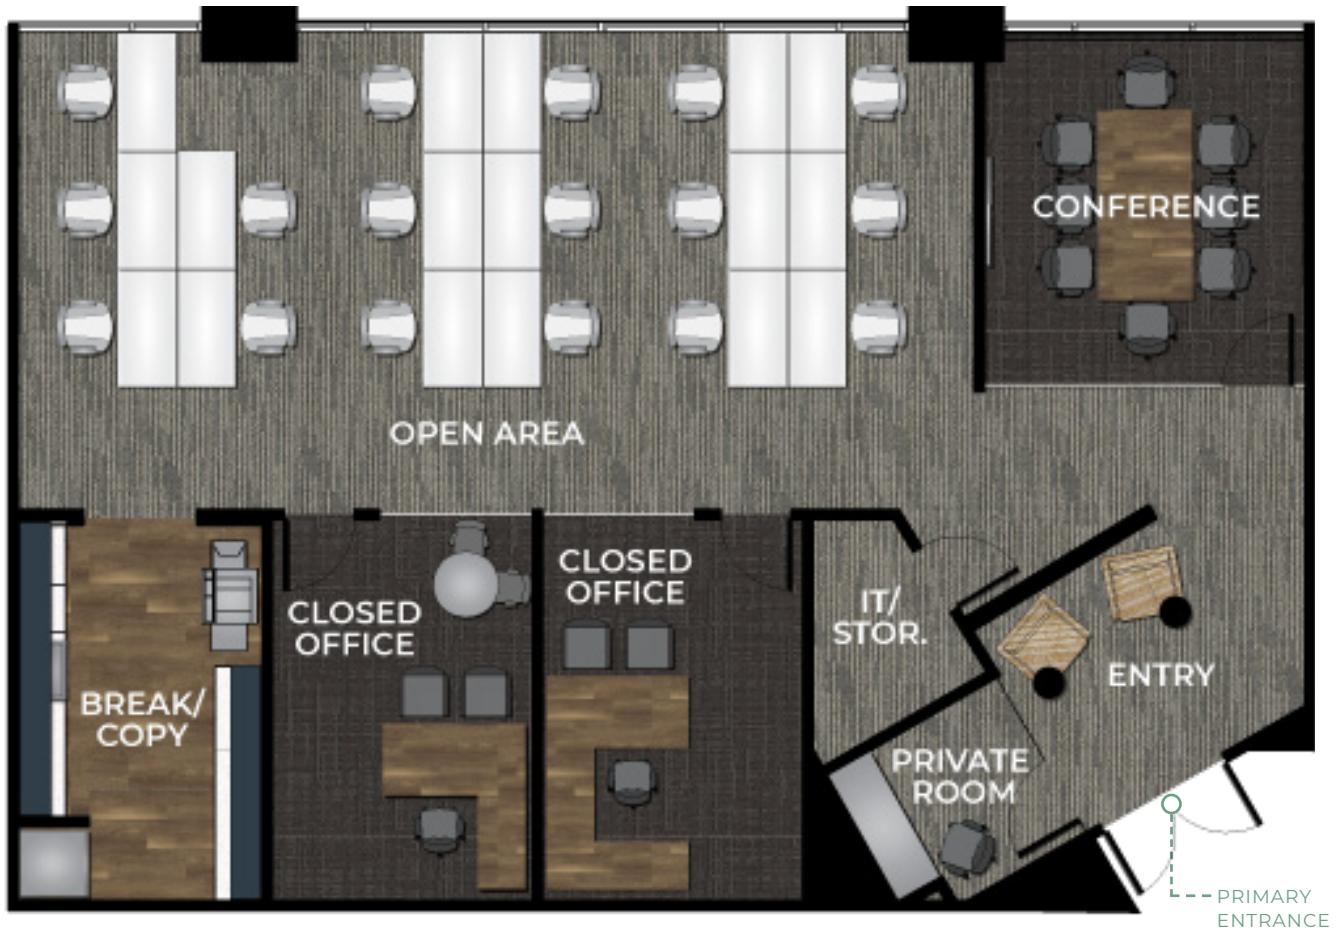 CONFERENCE
OPEN AREA
CLOSED
OFFICE
CLOSED
OFFICE
IT/
STOR.
ENTRY
BREAK/
COPY
PRIVATE
ROOM
PRIMARY
ENTRANCE